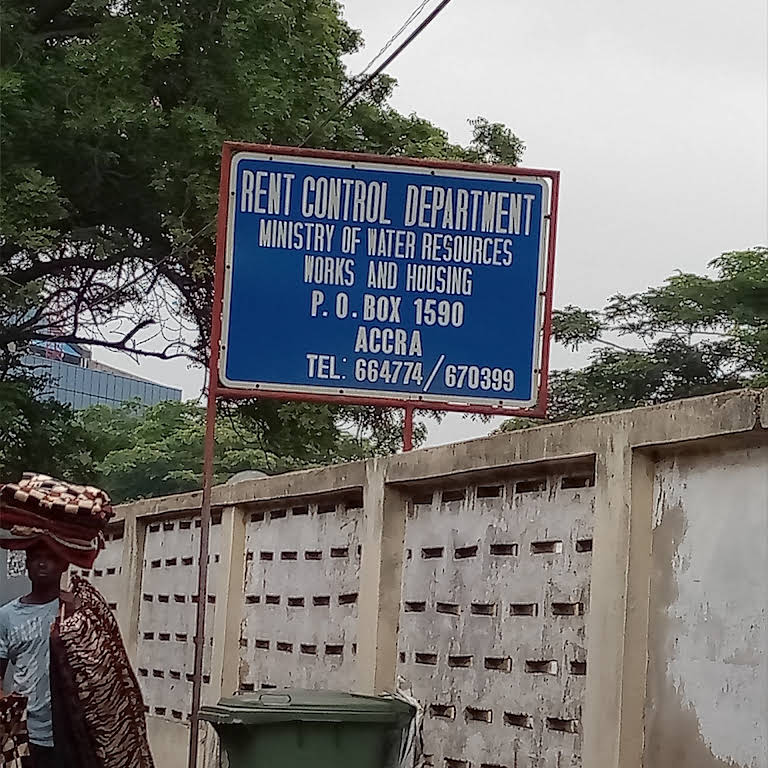 RENT CONTROL DEPARTMENT
MINISTRY OF WATER RESOURCES
WORKS AND HOUSING
P. O. BOX 1590
ACCRA
TEL: 664774/670399